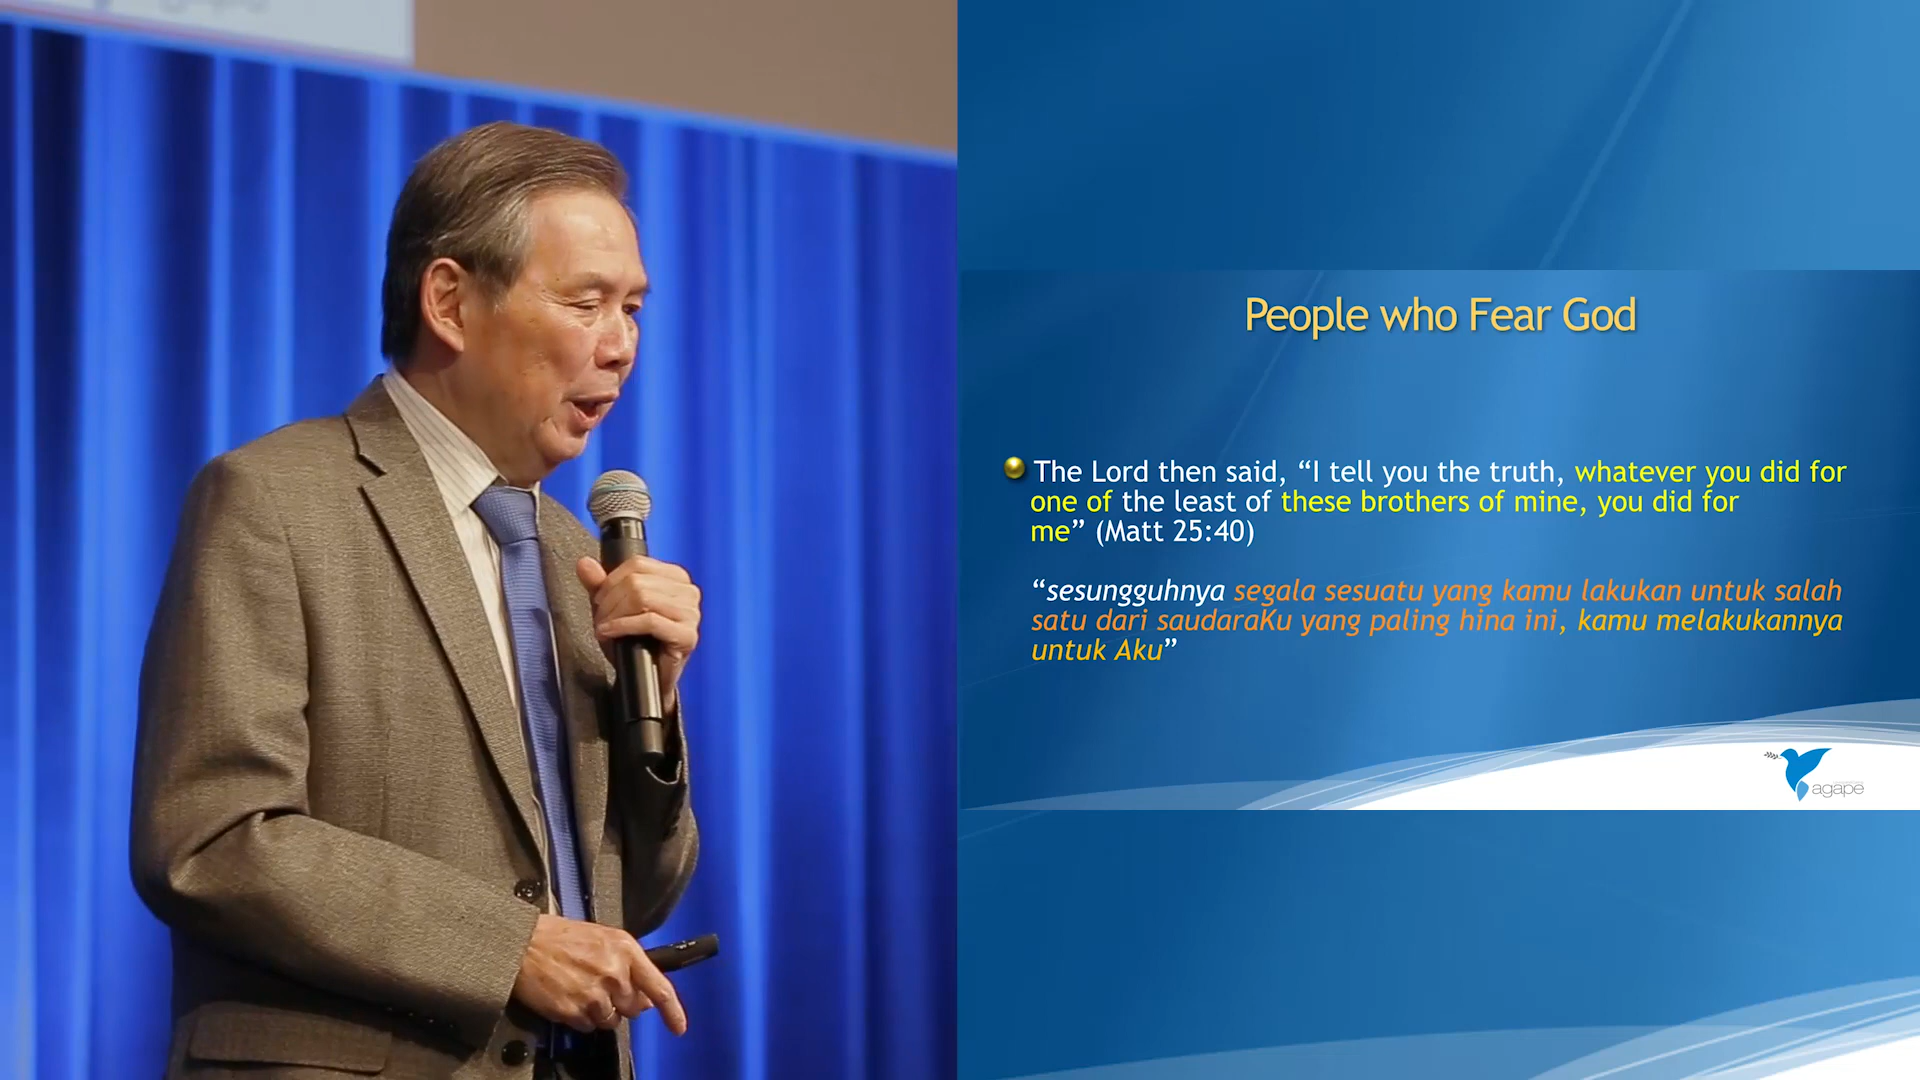 People who Fear God
The Lord then said, “I tell you the truth, whatever you did for
one of the least of these brothers of mine, you did for
me” (Matt 25:40)
“sesungguhnya segala sesuatu yang kamu lakukan untuk salah
satu dari saudaraKu yang paling hina ini, kamu melakukannya
untuk Aku”
agape